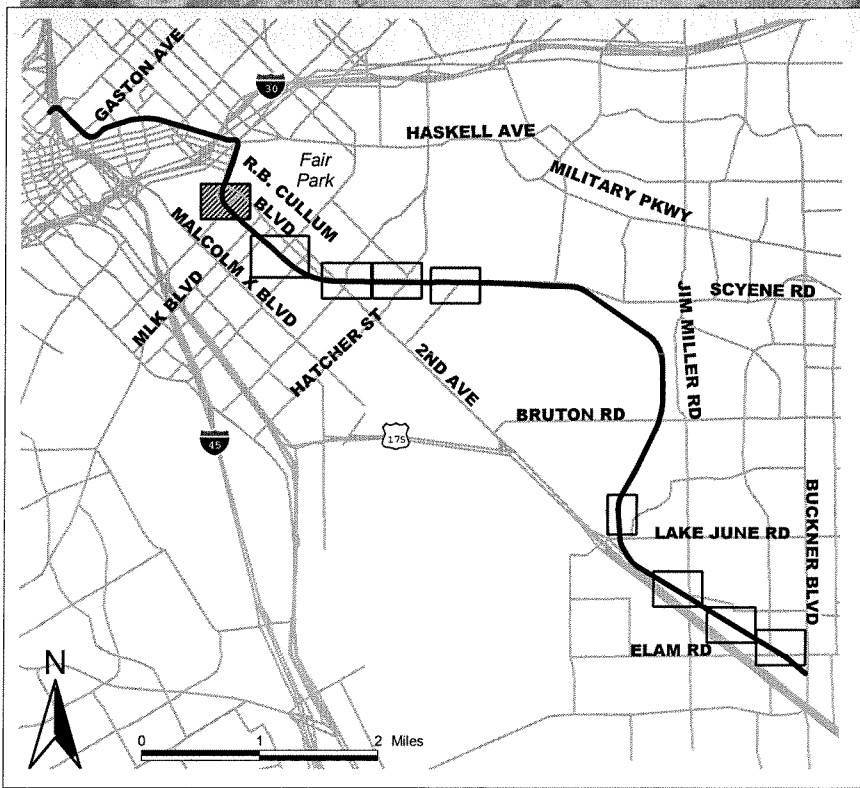 GASTON AVE
30
HASKELL AVE
Fair
Park
R.B. CULLUM
BLVD
MILITARY PKWY
MALCOLM X BLVD
MLK BLVD
JIM MILLER RD
SCYENE RD
HATCHER ST
2ND AVE
BRUTON RD
45
175
BUCKNER BLVD
LAKE JUNE RD
ELAM RD
N
0 1 2 Miles